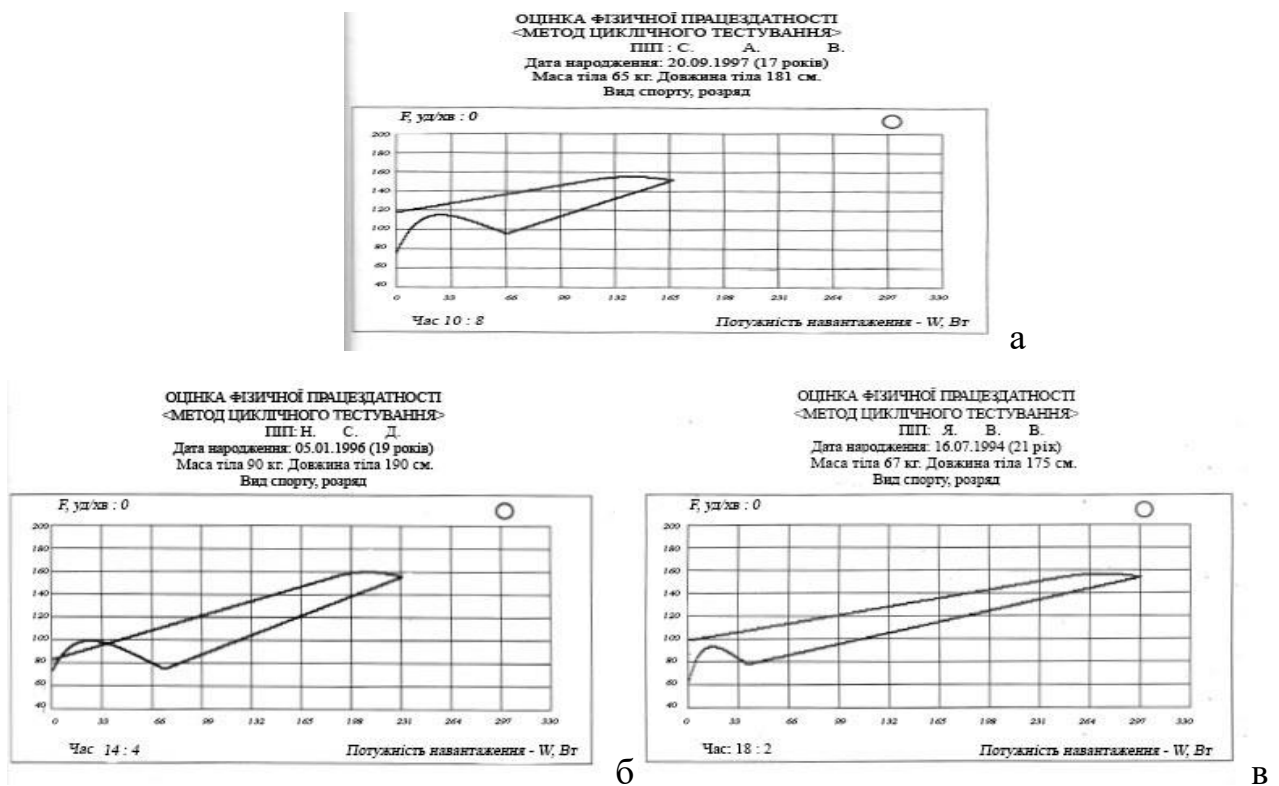 ОЦІНКА ФІЗИЧНОЇ ПРАЦЕЗДАТНОСТІ
<МЕТОД ЦИКЛІЧНОГО ТЕСТУВАННЯ>
ПІП : С. А. В.
Дата народження: 20.09.1997 (17 років)
Маса тіла 65 кг. Довжина тіла 181 см.
Вид спорту, розряд
F, уд/хв : 0
200
180
160
140
120
100
80
60
40
0 33 66 99 132 165 198 231 264 297 330
Час 10 : 8 Потужність навантаження - W, Вт
а
ОЦІНКА ФІЗИЧНОЇ ПРАЦЕЗДАТНОСТІ
<МЕТОД ЦИКЛІЧНОГО ТЕСТУВАННЯ>
ПІП: Н. С. Д.
Дата народження: 05.01.1996 (19 років)
Маса тіла 90 кг. Довжина тіла 190 см.
Вид спорту, розряд
F, уд/хв : 0
200
180
160
140
120
100
80
60
40
0 33 66 99 132 165 198 231 264 297 330
Час 14 : 4 Потужність навантаження - W, Вт
б
ОЦІНКА ФІЗИЧНОЇ ПРАЦЕЗДАТНОСТІ
<МЕТОД ЦИКЛІЧНОГО ТЕСТУВАННЯ>
ПІП: Я. В. В.
Дата народження: 16.07.1994 (21 рік)
Маса тіла 67 кг. Довжина тіла 175 см.
Вид спорту, розряд
F, уд/хв : 0
200
180
160
140
120
100
80
60
40
0 33 66 99 132 165 198 231 264 297 330
Час: 18 : 2 Потужність навантаження - W, Вт
в